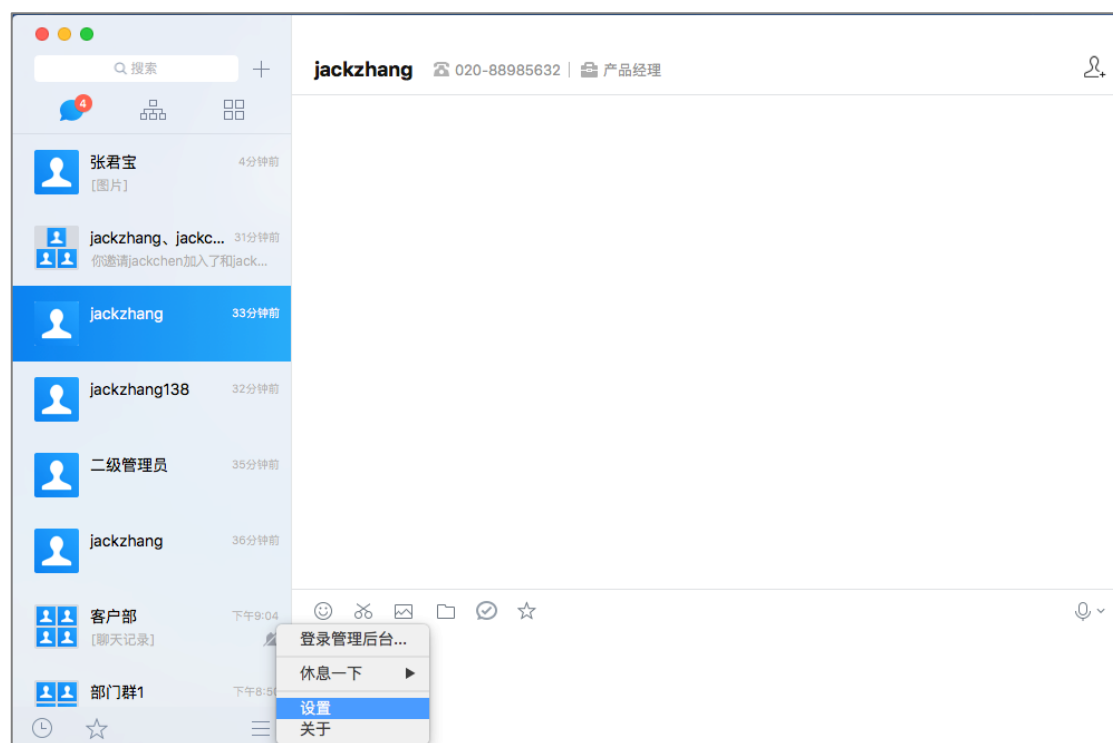 搜索
4
张君宝 4分钟前
[图片]
jackzhang、jackc... 31分钟前
你邀请jackchen加入了和jack...
jackzhang 33分钟前
jackzhang138 32分钟前
二级管理员 35分钟前
jackzhang 36分钟前
客户部 下午9:04
[聊天记录]
部门群1 下午8:50
jackzhang 020-88985632 产品经理
登录管理后台...
休息一下
设置
关于